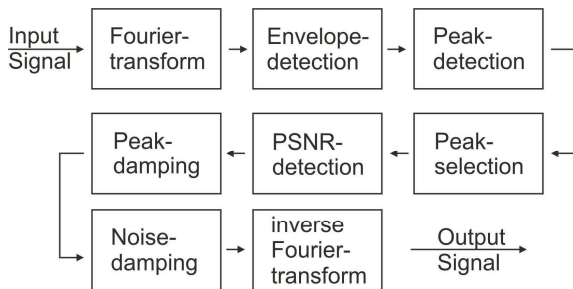 Input
Signal
Fourier-
transform
Envelope-
detection
Peak-
detection
Peak-
damping
PSNR-
detection
Peak-
selection
Noise-
damping
inverse
Fourier-
transform
Output
Signal